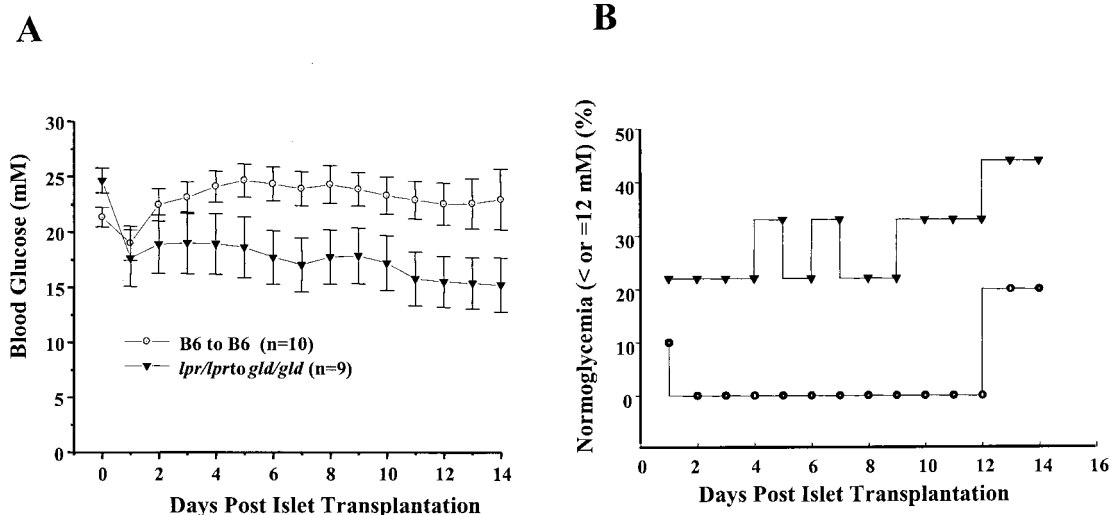 A
B
30
25
20
15
10
5
0
Blood Glucose (mM)
B6 to B6 (n=10)
lpr/lprto gld/gld (n=9)
0 2 4 6 8 10 12 14
Days Post Islet Transplantation
50
40
30
20
10
0
Normoglycemia (< or =12 mM) (%)
0 2 4 6 8 10 12 14 16
Days Post Islet Transplantation